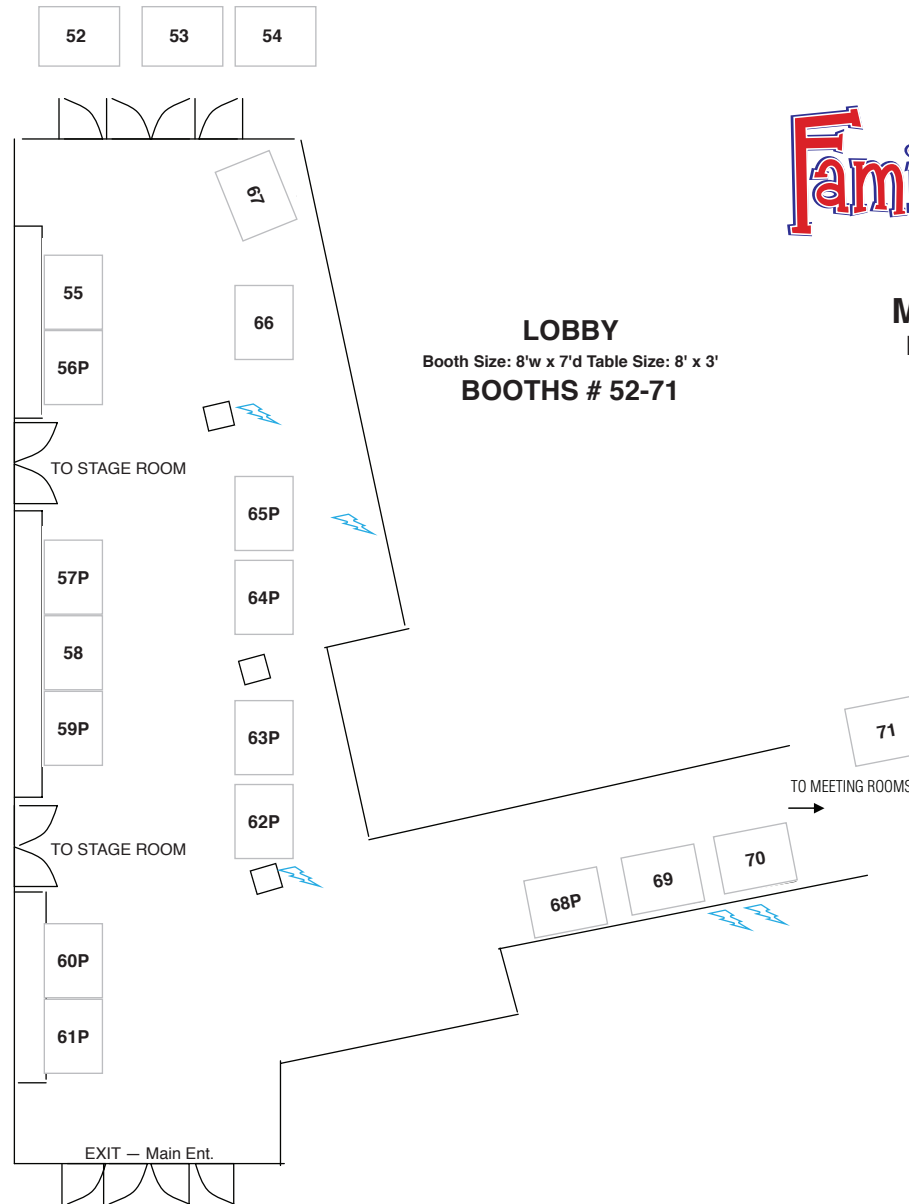 52 53 54
67
55
66
56P
TO STAGE ROOM
65P
57P
64P
58
59P
63P
62P
TO STAGE ROOM
60P
61P
EXIT — Main Ent.
LOBBY
Booth Size: 8'w x 7'd Table Size: 8' x 3'
BOOTHS # 52-71
71
TO MEETING ROOMS
70
69
68P
Fami
M